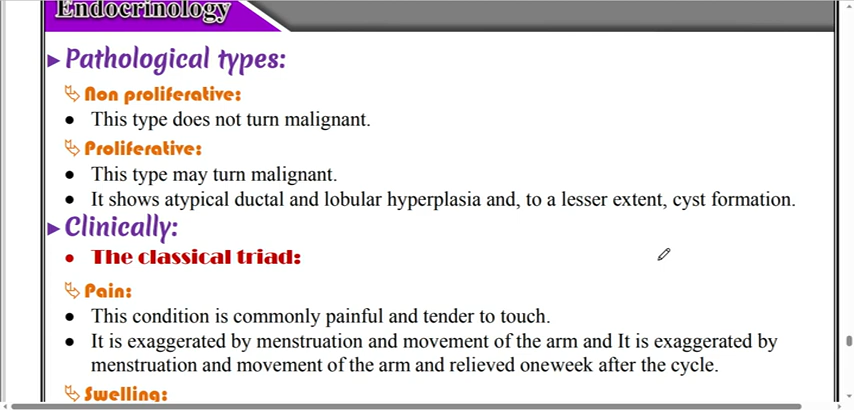 Endocrinology
►Pathological types:
Non proliferative:
● This type does not turn malignant.
Proliferative:
● This type may turn malignant.
● It shows atypical ductal and lobular hyperplasia and, to a lesser extent, cyst formation.
►Clinically:
● The classical triad:
Pain:
● This condition is commonly painful and tender to touch.
● It is exaggerated by menstruation and movement of the arm and It is exaggerated by
menstruation and movement of the arm and relieved oneweek after the cycle.
Swelling: